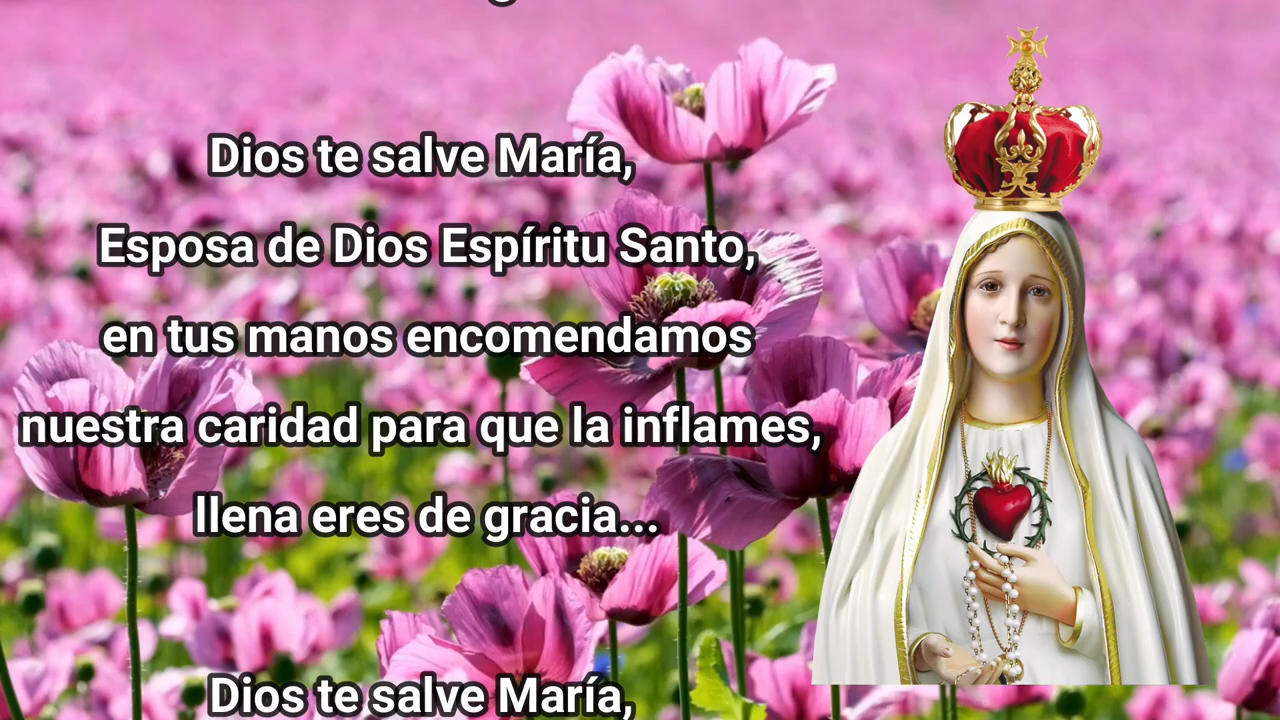 Dios te salve María,
Esposa de Dios Espíritu Santo,
en tus manos encomendamos
nuestra caridad para que la inflames,
llena eres de gracia...
Dios te salve María,